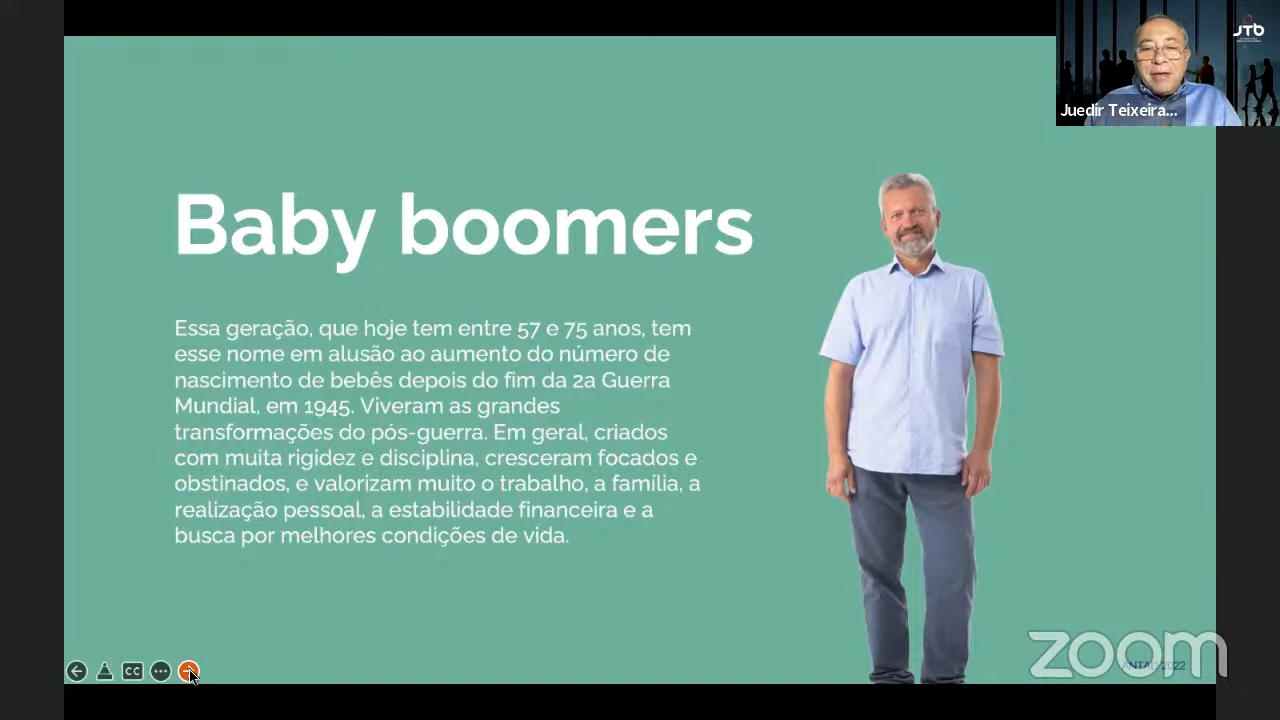 JTb
Juedir Teixeira...
Baby boomers
Essa geração, que hoje tem entre 57 e 75 anos, tem
esse nome em alusão ao aumento do número de
nascimento de bebês depois do fim da 2a Guerra
Mundial, em 1945. Viveram as grandes
transformações do pós-guerra. Em geral, criados
com muita rigidez e disciplina, cresceram focados e
obstinados, e valorizam muito o trabalho, a família, a
realização pessoal, a estabilidade financeira e a
busca por melhores condições de vida.
CC
zoom
2022